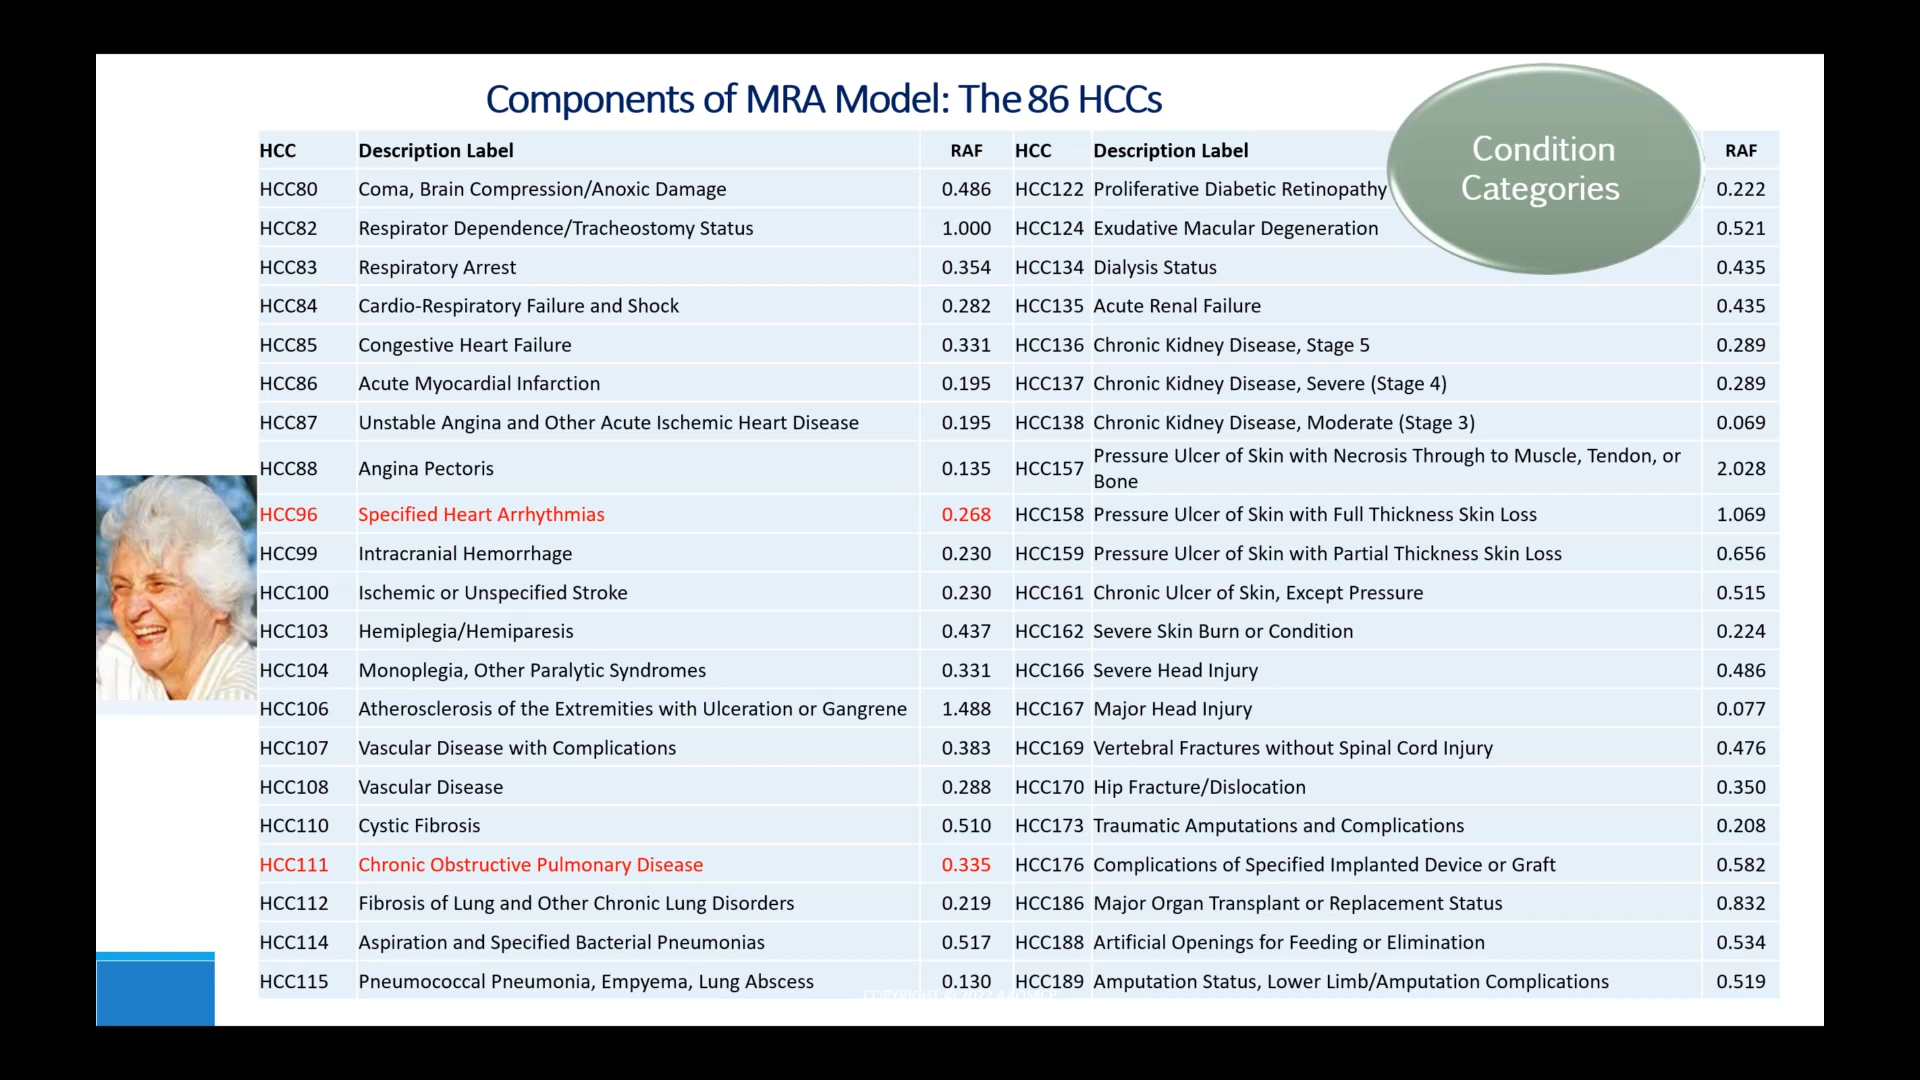 Components of MRA Model: The 86 HCCs
Condition
Categories
HCC Description Label RAF HCC Description Label RAF
HCC80 Coma, Brain Compression/Anoxic Damage 0.486 HCC122 Proliferative Diabetic Retinopathy 0.222
HCC82 Respirator Dependence/Tracheostomy Status 1.000 HCC124 Exudative Macular Degeneration 0.521
HCC83 Respiratory Arrest 0.354 HCC134 Dialysis Status 0.435
HCC84 Cardio-Respiratory Failure and Shock 0.282 HCC135 Acute Renal Failure 0.435
HCC85 Congestive Heart Failure 0.331 HCC136 Chronic Kidney Disease, Stage 5 0.289
HCC86 Acute Myocardial Infarction 0.195 HCC137 Chronic Kidney Disease, Severe (Stage 4) 0.289
HCC87 Unstable Angina and Other Acute Ischemic Heart Disease 0.195 HCC138 Chronic Kidney Disease, Moderate (Stage 3) 0.069
HCC88 Angina Pectoris 0.135 HCC157 Pressure Ulcer of Skin with Necrosis Through to Muscle, Tendon, or
Bone 2.028
HCC96 Specified Heart Arrhythmias 0.268 HCC158 Pressure Ulcer of Skin with Full Thickness Skin Loss 1.069
HCC99 Intracranial Hemorrhage 0.230 HCC159 Pressure Ulcer of Skin with Partial Thickness Skin Loss 0.656
HCC100 Ischemic or Unspecified Stroke 0.230 HCC161 Chronic Ulcer of Skin, Except Pressure 0.515
HCC103 Hemiplegia/Hemiparesis 0.437 HCC162 Severe Skin Burn or Condition 0.224
HCC104 Monoplegia, Other Paralytic Syndromes 0.331 HCC166 Severe Head Injury 0.486
HCC106 Atherosclerosis of the Extremities with Ulceration or Gangrene 1.488 HCC167 Major Head Injury 0.077
HCC107 Vascular Disease with Complications 0.383 HCC169 Vertebral Fractures without Spinal Cord Injury 0.476
HCC108 Vascular Disease 0.288 HCC170 Hip Fracture/Dislocation 0.350
HCC110 Cystic Fibrosis 0.510 HCC173 Traumatic Amputations and Complications 0.208
HCC111 Chronic Obstructive Pulmonary Disease 0.335 HCC176 Complications of Specified Implanted Device or Graft 0.582
HCC112 Fibrosis of Lung and Other Chronic Lung Disorders 0.219 HCC186 Major Organ Transplant or Replacement Status 0.832
HCC114 Aspiration and Specified Bacterial Pneumonias 0.517 HCC188 Artificial Openings for Feeding or Elimination 0.534
HCC115 Pneumococcal Pneumonia, Empyema, Lung Abscess 0.130 HCC189 Amputation Status, Lower Limb/Amputation Complications 0.519
COPYRIGHT © 2022